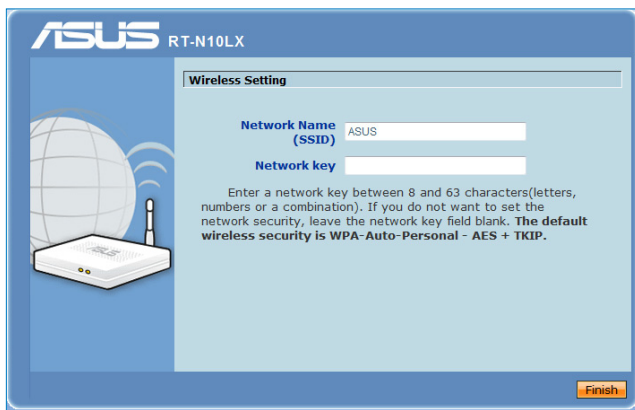 ASUS RT-N10LX
Wireless Setting
Network Name
(SSID)
ASUS
Network key
Enter a network key between 8 and 63 characters(letters,
numbers or a combination). If you do not want to set the
network security, leave the network key field blank. The default
wireless security is WPA-Auto-Personal - AES + TKIP.
ASUS
Finish